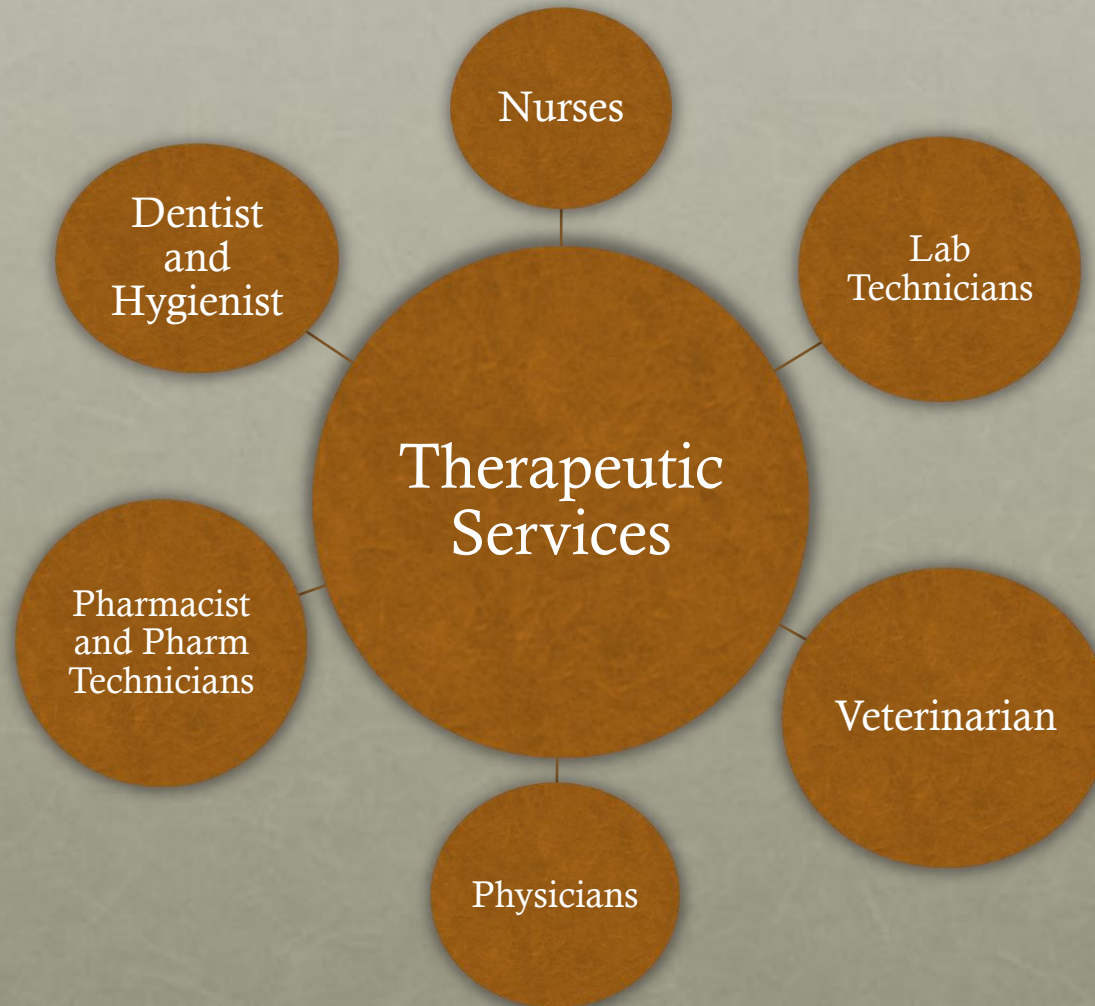 Nurses
Dentist
and
Hygienist
Lab
Technicians
Therapeutic
Services
Pharmacist
and Pharm
Technicians
Veterinarian
Physicians